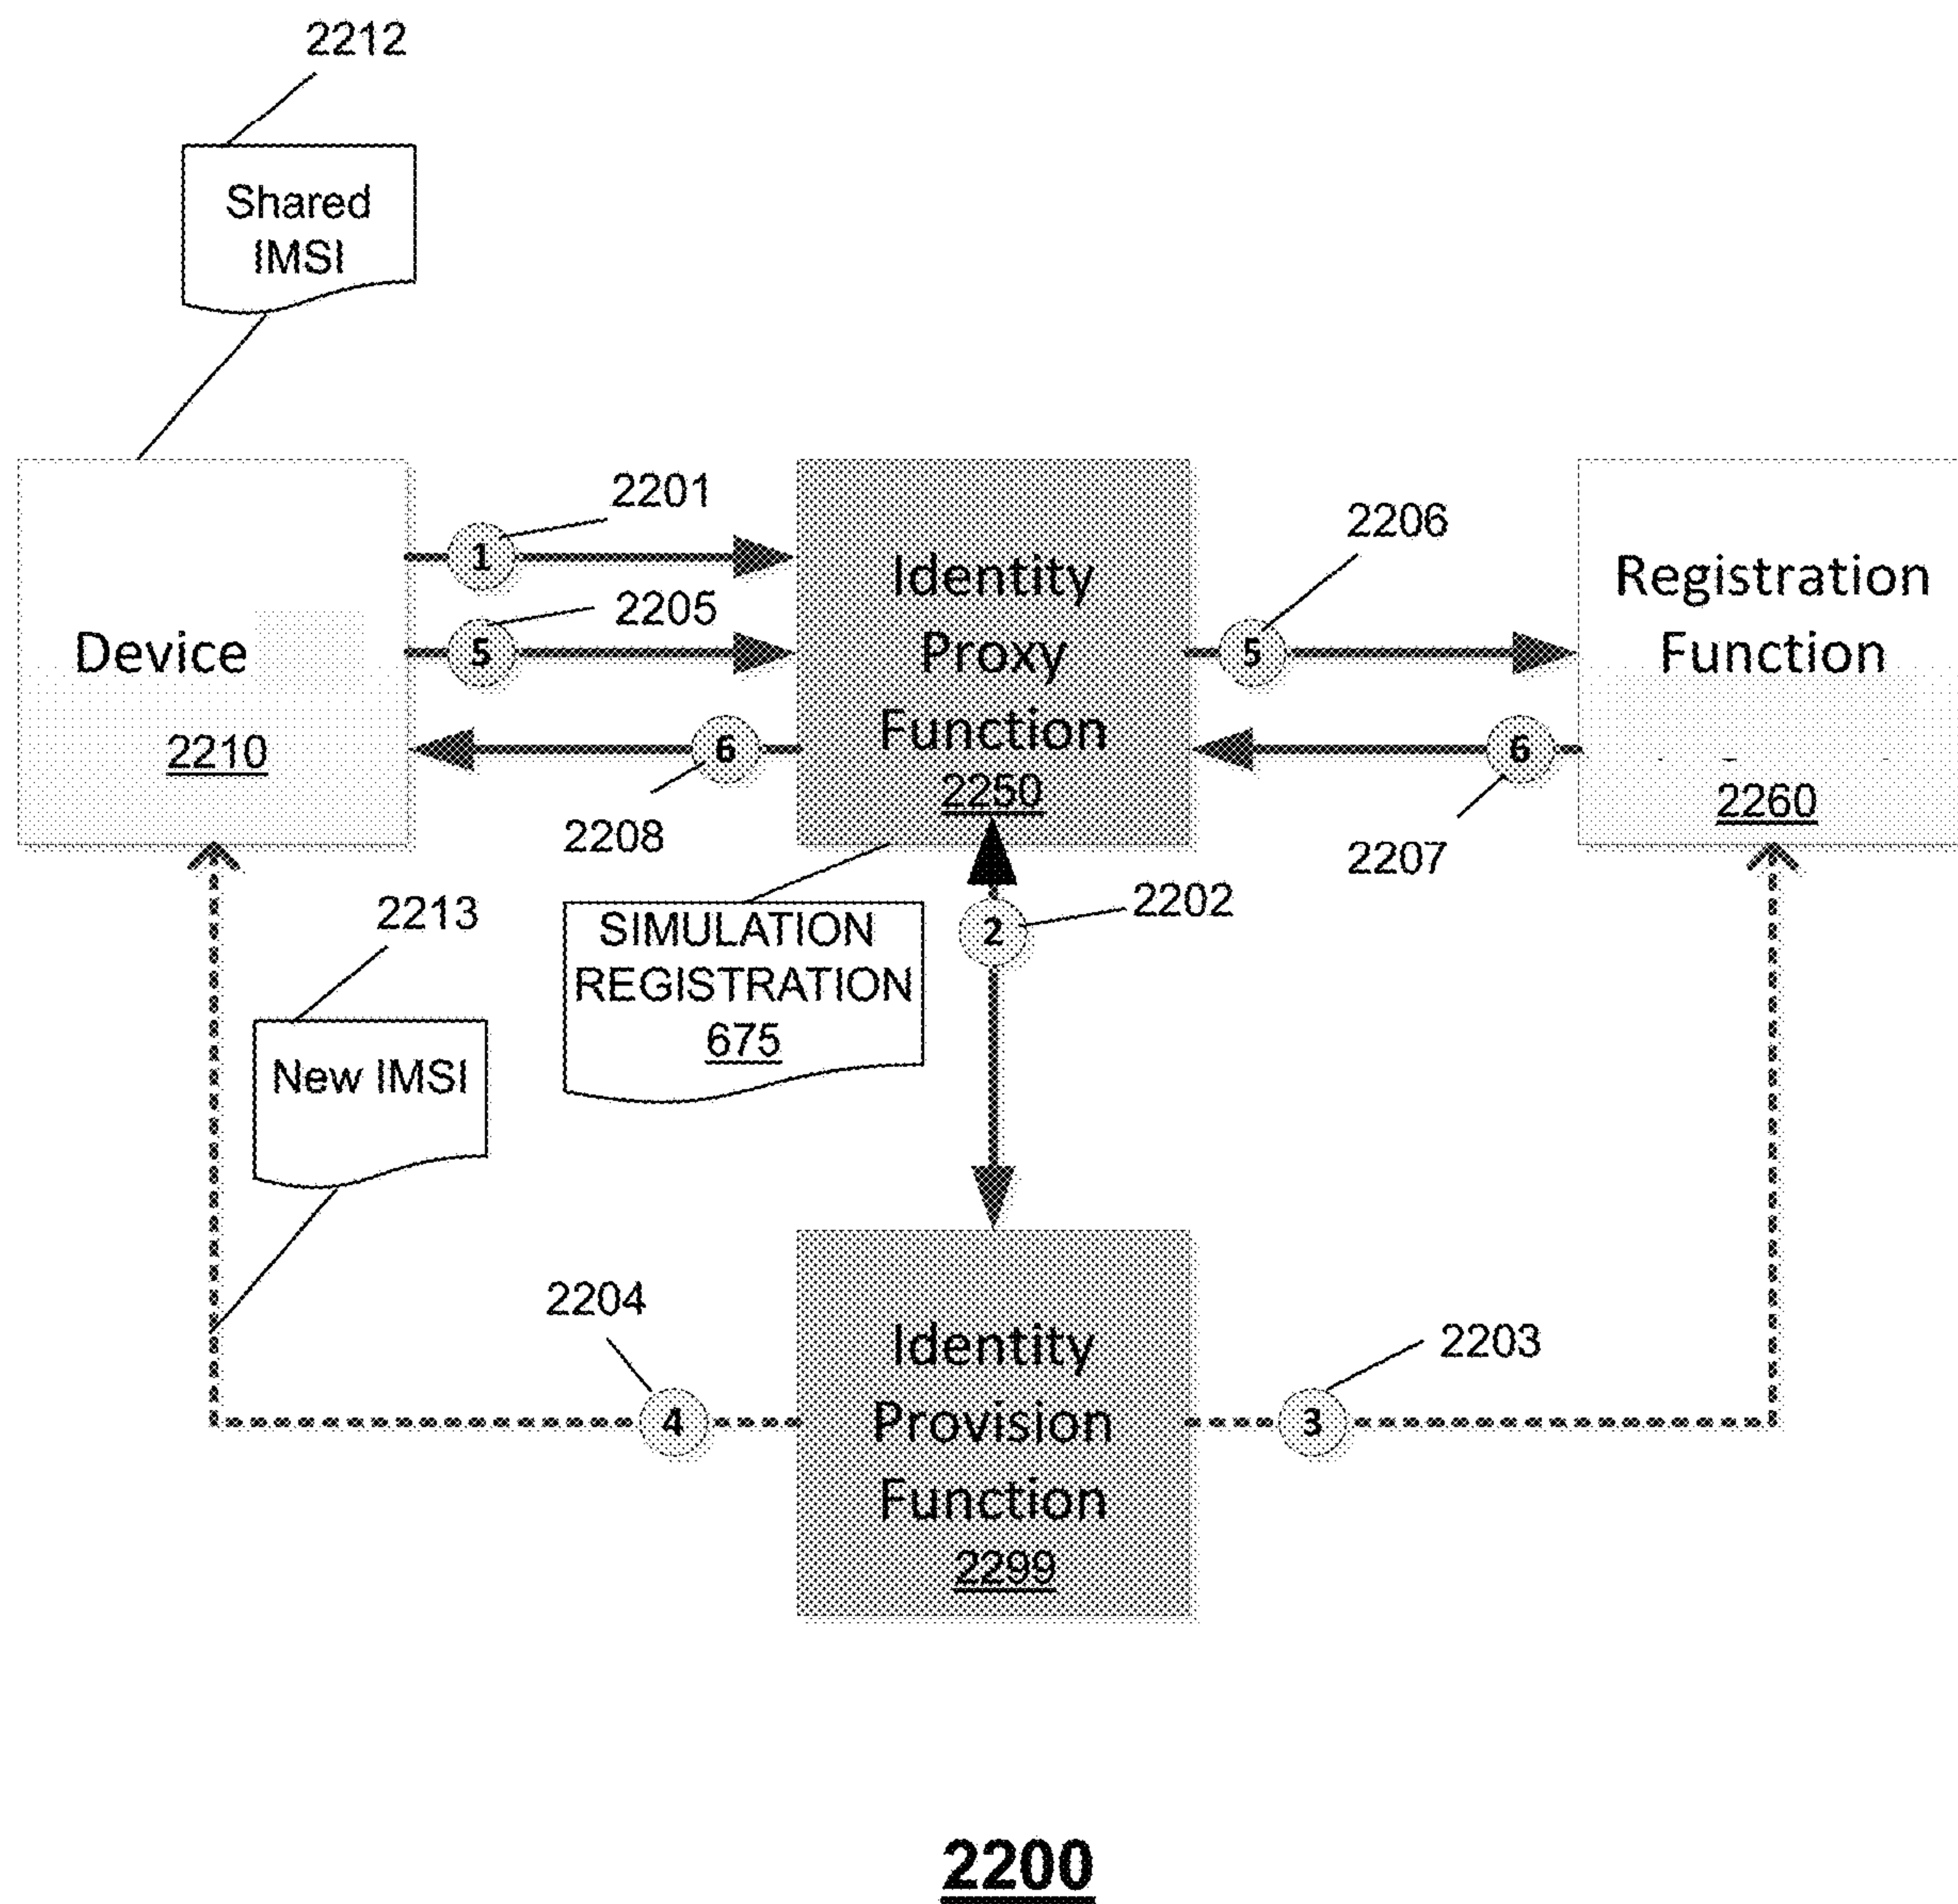 2212
Shared
IMSI
2201
1
2205
5
Device
2210
6
2208
Identity
Proxy
Function
2250
2206
5
6
2207
Registration
Function
2260
2213
New IMSI
SIMULATION
REGISTRATION
675
2
2202
2204
4
Identity
Provision
Function
2299
2203
3
2200